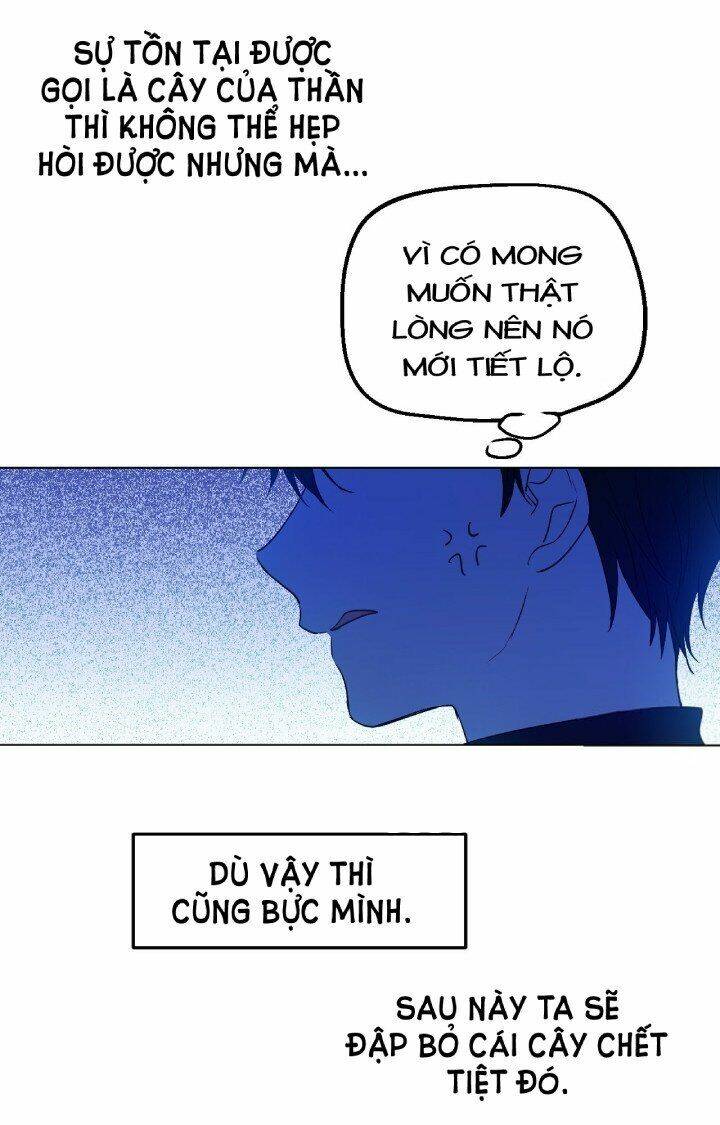 SỰ TỒN TẠI ĐƯỢC
GỌI LÀ CÂY CỦA THẦN
THÌ KHÔNG THỂ HẸP
HÒI ĐƯỢC NHƯNG MÀ...
VÌ CÓ MONG
MUỐN THẬT
LÒNG NÊN NÓ
MỚI TIẾT LỘ.
DÙ VẬY THÌ
CŨNG BỰC MÌNH.
SAU NÀY TA SẼ
ĐẬP BỎ CÁI CÂY CHẾT
TIỆT ĐÓ.